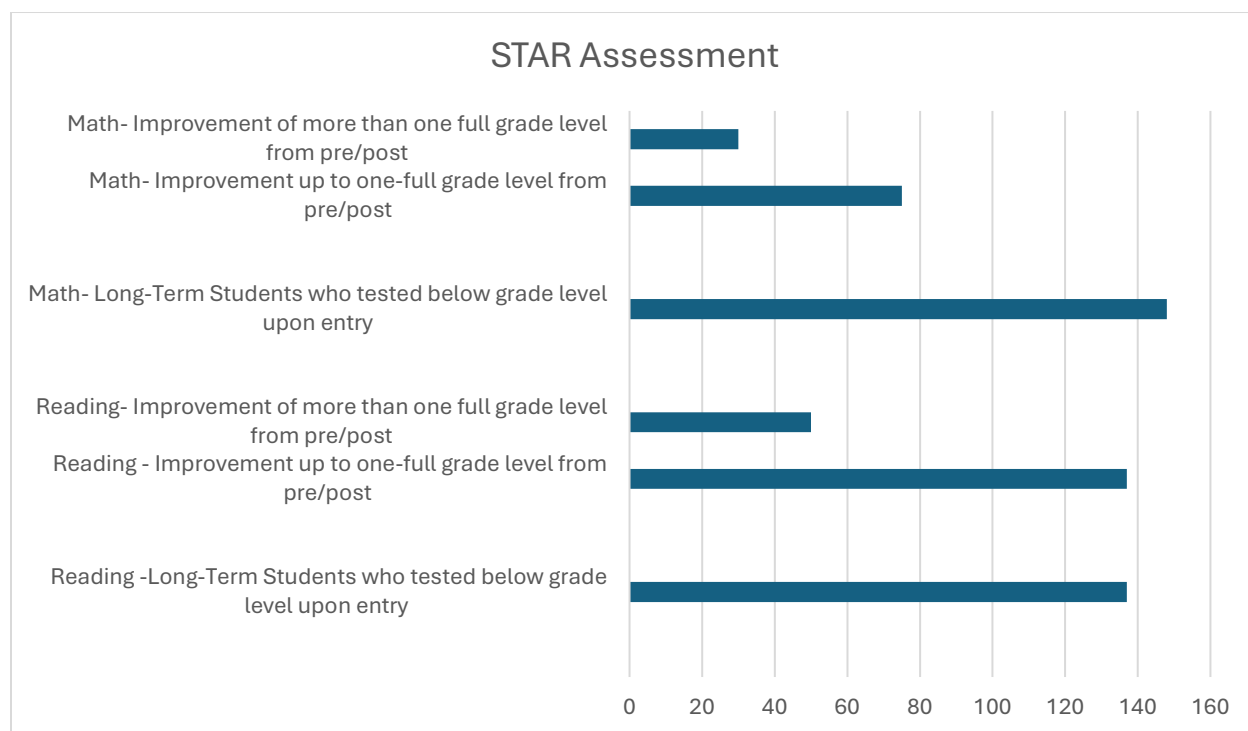 STAR Assessment
Math- Improvement of more than one full grade level
from pre/post
Math- Improvement up to one-full grade level from
pre/post
Math- Long-Term Students who tested below grade level
upon entry
Reading- Improvement of more than one full grade level
from pre/post
Reading - Improvement up to one-full grade level from
pre/post
Reading -Long-Term Students who tested below grade
level upon entry
0 20 40 60 80 100 120 140 160